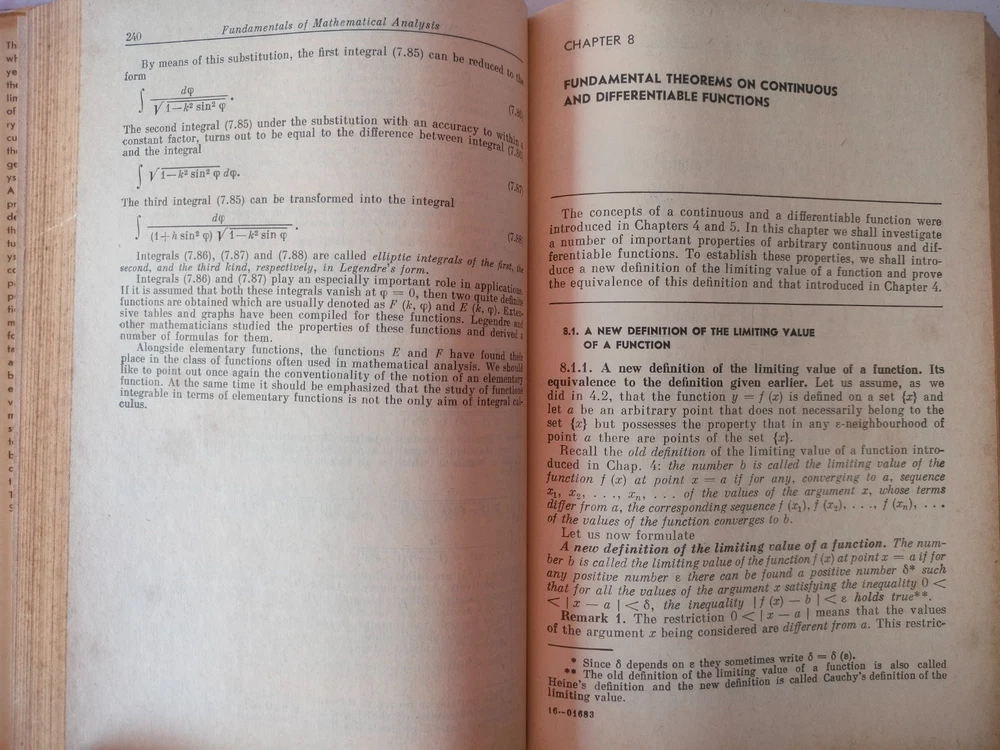 240
Fundamentals of Mathematical Analysis
By means of this substitution, the first integral (7.85) can be reduced to the
form
∫ dφ / √1−k² sin² φ . (7.86)
The second integral (7.85) under the substitution with an accuracy to within a
constant factor, turns out to be equal to the difference between integral (7.86)
and the integral
∫ √1−k² sin² φ dφ. (7.87)
The third integral (7.85) can be transformed into the integral
∫ dφ / (1+h sin² φ) √1−k² sin φ . (7.88)
Integrals (7.86), (7.87) and (7.88) are called elliptic integrals of the first, the
second, and the third kind, respectively, in Legendre's form.
Integrals (7.86) and (7.87) play an especially important role in applications.
If it is assumed that both these integrals vanish at φ = 0, then two quite definite
functions are obtained which are usually denoted as F (k, φ) and E (k, φ). Exten-
sive tables and graphs have been compiled for these functions. Legendre and
other mathematicians studied the properties of these functions and derived a
number of formulas for them.
Alongside elementary functions, the functions E and F have found their
place in the class of functions often used in mathematical analysis. We should
like to point out once again the conventionality of the notion of an elementary
function. At the same time it should be emphasized that the study of functions
integrable in terms of elementary functions is not the only aim of integral cal-
culus.
CHAPTER 8
FUNDAMENTAL THEOREMS ON CONTINUOUS
AND DIFFERENTIABLE FUNCTIONS
The concepts of a continuous and a differentiable function were
introduced in Chapters 4 and 5. In this chapter we shall investigate
a number of important properties of arbitrary continuous and dif-
ferentiable functions. To establish these properties, we shall intro-
duce a new definition of the limiting value of a function and prove
the equivalence of this definition and that introduced in Chapter 4.
8.1. A NEW DEFINITION OF THE LIMITING VALUE
OF A FUNCTION
8.1.1. A new definition of the limiting value of a function. Its
equivalence to the definition given earlier. Let us assume, as we
did in 4.2, that the function y = f (x) is defined on a set {x} and
let a be an arbitrary point that does not necessarily belong to the
set {x} but possesses the property that in any ε-neighbourhood of
point a there are points of the set {x}.
Recall the old definition of the limiting value of a function intro-
duced in Chap. 4: the number b is called the limiting value of the
function f (x) at point x = a if for any, converging to a, sequence
x₁, x₂, . . ., xₙ, . . . of the values of the argument x, whose terms
differ from a, the corresponding sequence f (x₁), f (x₂), . . ., f (xₙ), . . .
of the values of the function converges to b.
Let us now formulate
A new definition of the limiting value of a function. The num-
ber b is called the limiting value of the function f (x) at point x = a if for
any positive number ε there can be found a positive number δ* such
that for all the values of the argument x satisfying the inequality 0 <
< | x − a | < δ, the inequality | f (x) − b | < ε holds true**.
Remark 1. The restriction 0 < | x − a | means that the values
of the argument x being considered are different from a. This restric-
* Since δ depends on ε they sometimes write δ = δ (ε).
** The old definition of the limiting value of a function is also called
Heine's definition and the new definition is called Cauchy's definition of the
limiting value.
16--01683